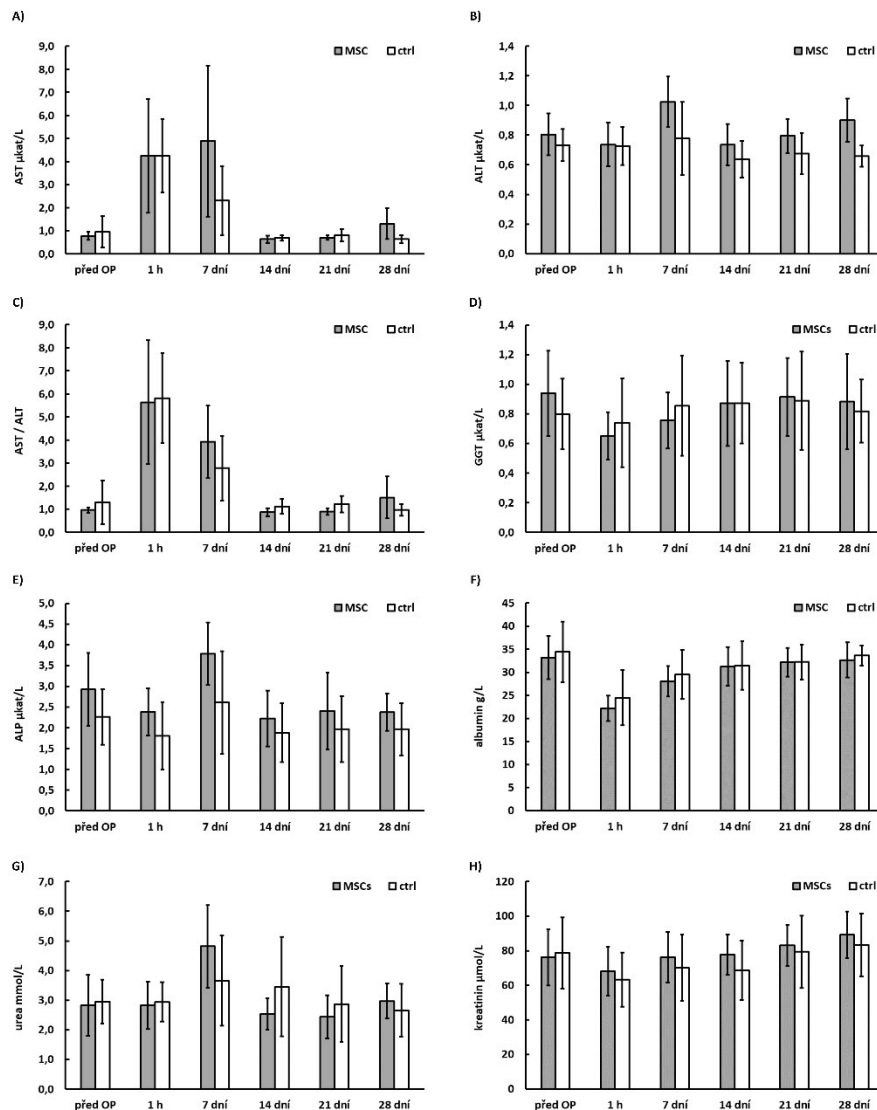 A)
9,0
8,0
7,0
6,0
5,0
4,0
3,0
2,0
1,0
0,0
AST µkat/L
MSC ctrl
před OP 1 h 7 dní 14 dní 21 dní 28 dní
B)
1,4
1,2
1,0
0,8
0,6
0,4
0,2
0,0
ALT µkat/L
MSC ctrl
před OP 1 h 7 dní 14 dní 21 dní 28 dní
C)
9,0
8,0
7,0
6,0
5,0
4,0
3,0
2,0
1,0
0,0
AST / ALT
MSC ctrl
před OP 1 h 7 dní 14 dní 21 dní 28 dní
D)
1,4
1,2
1,0
0,8
0,6
0,4
0,2
0,0
GGT µkat/L
MSCs ctrl
před OP 1 h 7 dní 14 dní 21 dní 28 dní
E)
5,0
4,5
4,0
3,5
3,0
2,5
2,0
1,5
1,0
0,5
0,0
ALP µkat/L
MSC ctrl
před OP 1 h 7 dní 14 dní 21 dní 28 dní
F)
45
40
35
30
25
20
15
10
5
0
albumin g/L
MSC ctrl
před OP 1 h 7 dní 14 dní 21 dní 28 dní
G)
7,0
6,0
5,0
4,0
3,0
2,0
1,0
0,0
urea mmol/L
MSCs ctrl
před OP 1 h 7 dní 14 dní 21 dní 28 dní
H)
120
100
80
60
40
20
0
kreatinin µmol/L
MSCs ctrl
před OP 1 h 7 dní 14 dní 21 dní 28 dní